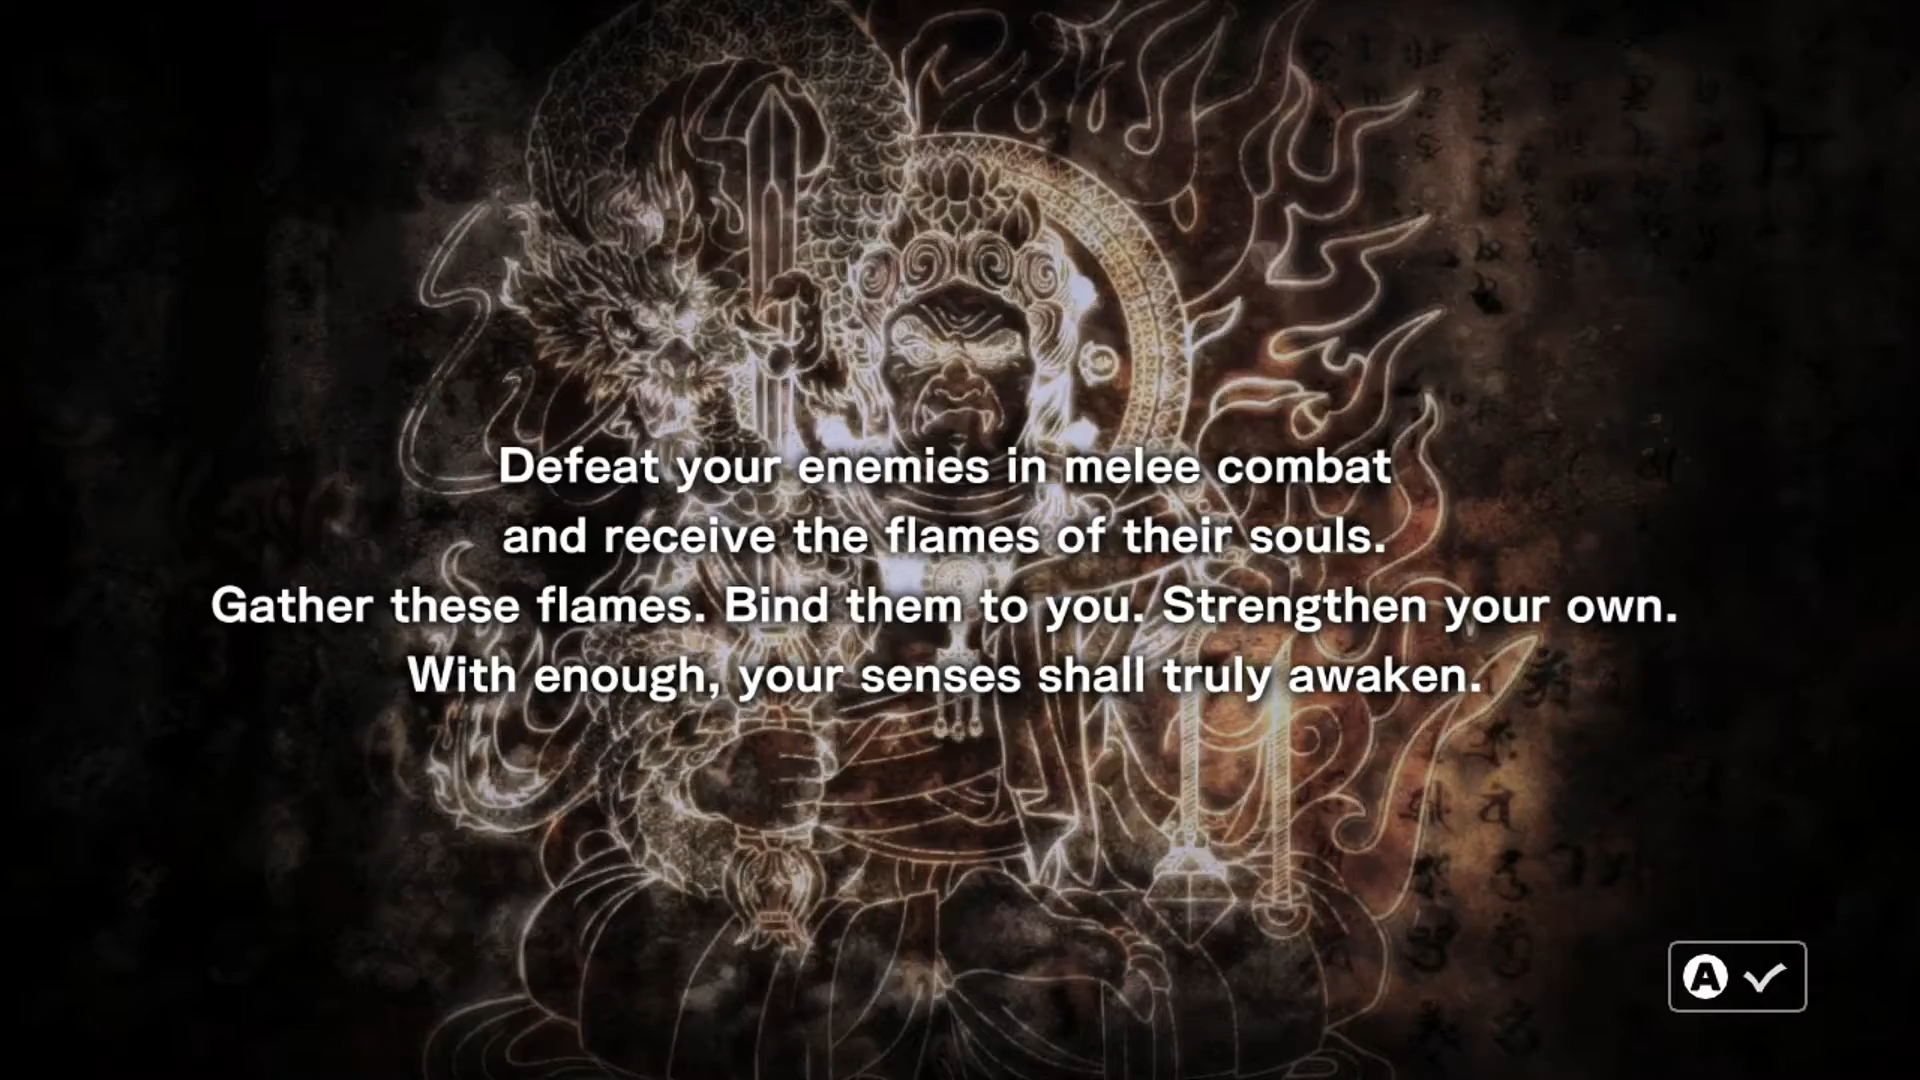 Defeat your enemies in melee combat
and receive the flames of their souls.
Gather these flames. Bind them to you. Strengthen your own.
With enough, your senses shall truly awaken.
A